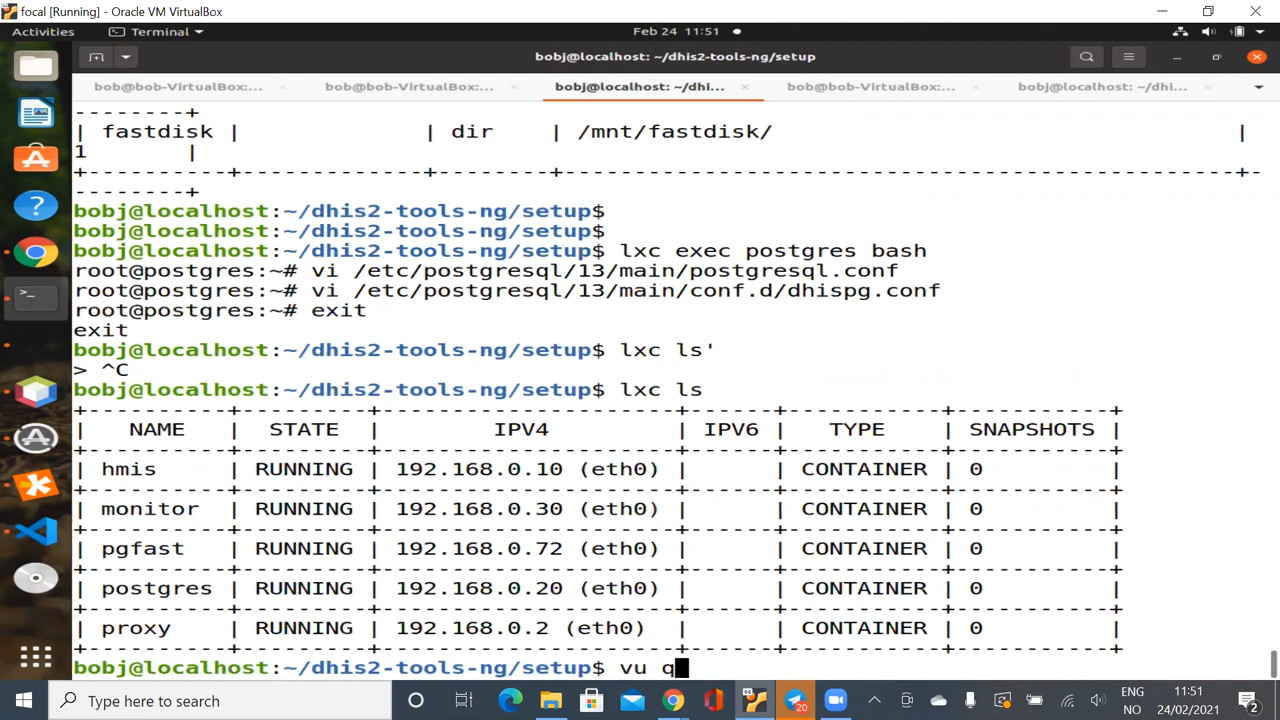 focal [Running] - Oracle VM VirtualBox
Activities Terminal Feb 24 11:51
bobj@localhost: ~/dhis2-tools-ng/setup
bob@bob-VirtualBox:... bob@bob-VirtualBox:... bobj@localhost: ~/dhi... bob@bob-VirtualBox:... bobj@localhost: ~/dhi...
--------+
| fastdisk | | dir | /mnt/fastdisk/ |
1 |
+----------+-------------+--------+------------------------------------------------+-
--------+
bobj@localhost:~/dhis2-tools-ng/setup$
bobj@localhost:~/dhis2-tools-ng/setup$
bobj@localhost:~/dhis2-tools-ng/setup$ lxc exec postgres bash
root@postgres:~# vi /etc/postgresql/13/main/postgresql.conf
root@postgres:~# vi /etc/postgresql/13/main/conf.d/dhispg.conf
root@postgres:~# exit
exit
bobj@localhost:~/dhis2-tools-ng/setup$ lxc ls'
> ^C
bobj@localhost:~/dhis2-tools-ng/setup$ lxc ls
+----------+---------+---------------------+------+-----------+-----------+
| NAME | STATE | IPV4 | IPV6 | TYPE | SNAPSHOTS |
+----------+---------+---------------------+------+-----------+-----------+
| hmis | RUNNING | 192.168.0.10 (eth0) | | CONTAINER | 0 |
+----------+---------+---------------------+------+-----------+-----------+
| monitor | RUNNING | 192.168.0.30 (eth0) | | CONTAINER | 0 |
+----------+---------+---------------------+------+-----------+-----------+
| pgfast | RUNNING | 192.168.0.72 (eth0) | | CONTAINER | 0 |
+----------+---------+---------------------+------+-----------+-----------+
| postgres | RUNNING | 192.168.0.20 (eth0) | | CONTAINER | 0 |
+----------+---------+---------------------+------+-----------+-----------+
| proxy | RUNNING | 192.168.0.2 (eth0) | | CONTAINER | 0 |
+----------+---------+---------------------+------+-----------+-----------+
bobj@localhost:~/dhis2-tools-ng/setup$ vu q
Type here to search
20
ENG
NO
11:51
24/02/2021
2